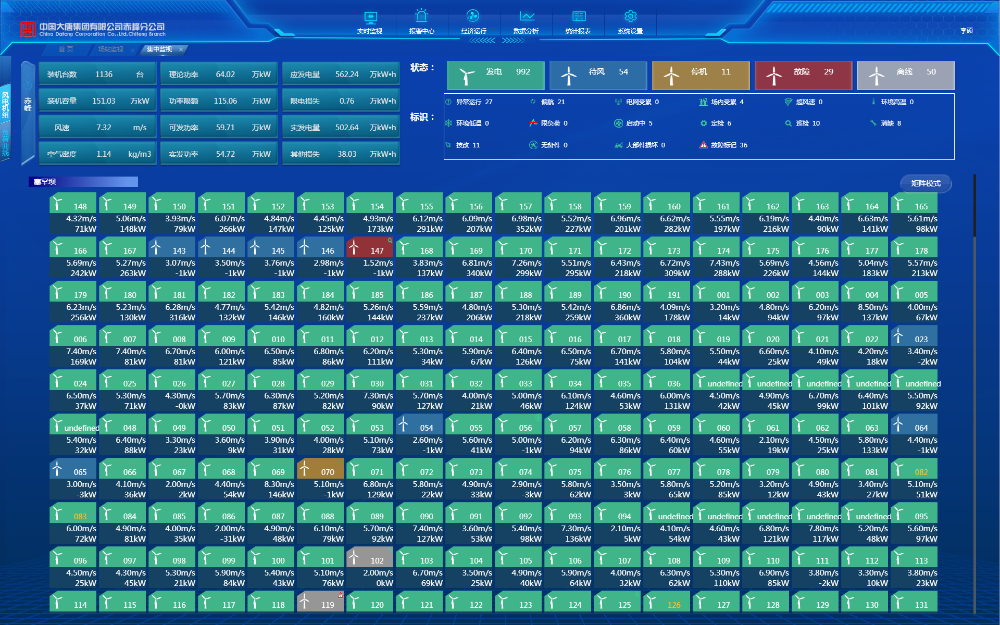 中国大唐集团有限公司赤峰分公司
China Datang Corporation Co.,Ltd.Chifeng Branch
实时监视 报警中心 经济运行 数据分析 统计报表 系统设置
李硕
首页 场站监视 × 集中监视 ×
风电机组
负荷曲线
赤峰
装机台数 1136 台 理论功率 64.02 万kW 应发电量 562.24 万kW•h
装机容量 151.03 万kW 功率限额 115.06 万kW 限电损失 0.76 万kW•h
风速 7.32 m/s 可发功率 59.71 万kW 实发电量 502.64 万kW•h
空气密度 1.14 kg/m3 实发功率 54.72 万kW 其他损失 38.03 万kW•h
状态： 发电 992 待风 54 停机 11 故障 29 离线 50
标识：
异常运行 27 偏航 21 电网受累 0 场内受累 4 超风速 0 环境高温 0
环境低温 0 限负荷 0 启动中 5 定检 6 巡检 10 消缺 8
技改 11 无备件 0 大部件损坏 0 故障标记 36
塞罕坝
矩阵模式
148 149 150 151 152 153 154 155 156 157 158 159 160 161 162 163 164 165
4.32m/s 5.06m/s 3.93m/s 6.07m/s 4.84m/s 4.45m/s 4.93m/s 6.12m/s 6.09m/s 6.98m/s 5.52m/s 6.96m/s 6.62m/s 5.55m/s 6.19m/s 4.40m/s 6.63m/s 5.61m/s
71kW 148kW 79kW 266kW 147kW 125kW 173kW 291kW 207kW 352kW 227kW 201kW 282kW 197kW 216kW 90kW 141kW 98kW
166 167 143 144 145 146 147 168 169 170 171 172 173 174 175 176 177 178
5.69m/s 5.27m/s 3.07m/s 3.50m/s 3.76m/s 2.98m/s 1.52m/s 3.83m/s 6.81m/s 7.26m/s 5.51m/s 6.43m/s 6.72m/s 7.43m/s 5.69m/s 4.56m/s 5.04m/s 5.57m/s
242kW 263kW -1kW -1kW -1kW -1kW -1kW 137kW 340kW 299kW 295kW 218kW 309kW 288kW 226kW 144kW 183kW 213kW
179 180 181 182 183 184 185 186 187 188 189 190 191 001 002 003 004 005
6.23m/s 5.23m/s 6.28m/s 4.77m/s 5.42m/s 4.82m/s 5.26m/s 5.59m/s 4.80m/s 5.30m/s 5.42m/s 6.86m/s 4.09m/s 3.20m/s 4.80m/s 6.20m/s 8.50m/s 4.00m/s
256kW 130kW 316kW 132kW 146kW 160kW 144kW 237kW 206kW 218kW 259kW 360kW 178kW 14kW 94kW 97kW 137kW 67kW
006 007 008 009 010 011 012 013 014 015 016 017 018 019 020 021 022 023
7.40m/s 7.40m/s 6.70m/s 6.00m/s 6.50m/s 6.80m/s 6.20m/s 5.30m/s 5.90m/s 6.40m/s 6.50m/s 6.70m/s 5.80m/s 5.50m/s 6.60m/s 4.10m/s 4.20m/s 3.40m/s
169kW 81kW 81kW 121kW 85kW 86kW 111kW 34kW 67kW 126kW 75kW 141kW 104kW 44kW 25kW 49kW 18kW -2kW
024 025 026 027 028 029 030 031 032 033 034 035 036 undefined undefined undefined undefined undefined
6.50m/s 5.30m/s 4.30m/s 5.70m/s 6.30m/s 5.20m/s 7.30m/s 5.70m/s 4.00m/s 5.00m/s 6.10m/s 4.60m/s 6.00m/s 4.50m/s 4.90m/s 6.70m/s 6.40m/s 5.50m/s
37kW 71kW -0kW 83kW 87kW 82kW 90kW 127kW 21kW 46kW 124kW 53kW 131kW 42kW 45kW 99kW 101kW 92kW
undefined 048 049 050 051 052 053 054 055 056 057 058 059 060 061 062 063 064
5.40m/s 6.40m/s 3.30m/s 3.60m/s 3.90m/s 4.00m/s 5.10m/s 2.60m/s 5.60m/s 5.00m/s 6.20m/s 6.30m/s 6.40m/s 4.60m/s 2.10m/s 4.50m/s 5.80m/s 4.40m/s
32kW 88kW 23kW 9kW 31kW 28kW 73kW -1kW 41kW -1kW 94kW 86kW 60kW 55kW 19kW 25kW 133kW -1kW
065 066 067 068 069 070 071 072 073 074 075 076 077 078 079 080 081 082
3.00m/s 4.10m/s 2.00m/s 4.40m/s 8.30m/s 5.10m/s 6.80m/s 5.80m/s 4.90m/s 2.90m/s 5.80m/s 3.50m/s 5.80m/s 5.20m/s 3.20m/s 4.90m/s 3.40m/s 5.10m/s
-3kW 36kW 2kW 54kW 146kW -1kW 129kW 22kW 33kW -3kW 62kW 3kW 65kW 85kW 12kW 43kW 27kW 51kW
083 084 085 086 087 088 089 090 091 092 093 094 undefined undefined undefined undefined undefined 095
6.00m/s 4.90m/s 4.00m/s 2.00m/s 4.90m/s 6.10m/s 5.70m/s 7.40m/s 3.60m/s 5.40m/s 7.30m/s 2.10m/s 4.10m/s 4.60m/s 6.80m/s 7.80m/s 5.20m/s 5.60m/s
72kW 81kW 35kW -31kW 48kW 79kW 92kW 127kW 53kW 98kW 136kW 5kW 54kW 43kW 121kW 117kW 48kW 97kW
096 097 098 099 100 101 102 103 104 105 106 107 108 109 110 111 112 113
4.50m/s 4.30m/s 5.30m/s 5.90m/s 5.40m/s 5.10m/s 2.00m/s 6.70m/s 3.50m/s 4.90m/s 5.90m/s 4.00m/s 6.30m/s 5.30m/s 6.90m/s 3.80m/s 3.30m/s 3.80m/s
25kW 45kW 21kW 84kW 43kW 76kW 0kW 69kW 25kW 40kW 64kW 32kW 62kW 110kW 85kW -2kW 10kW 23kW
114 115 116 117 118 119 120 121 122 123 124 125 126 127 128 129 130 131